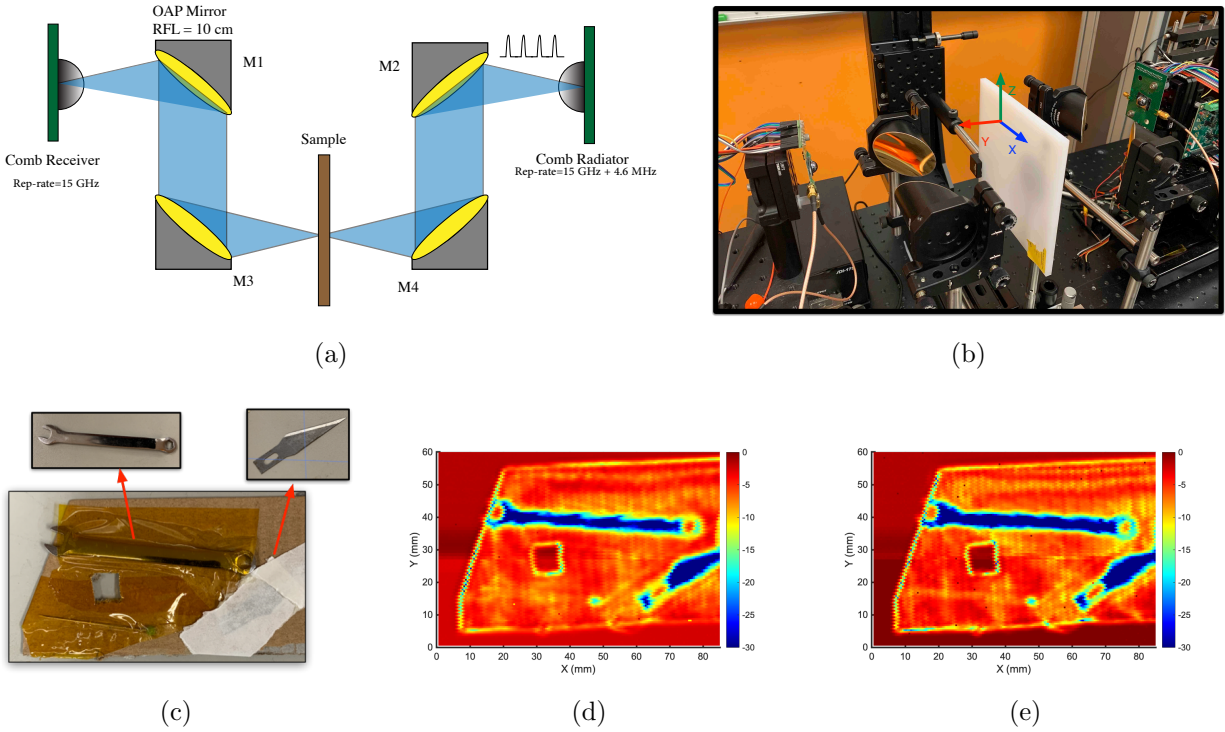 OAP Mirror
RFL = 10 cm
M1
M2
Comb Receiver
Rep-rate=15 GHz
Sample
Comb Radiator
Rep-rate=15 GHz + 4.6 MHz
M3
M4
(a)
Z
Y
X
(b)
(c)
60
50
40
30
20
10
0
Y (mm)
0 10 20 30 40 50 60 70 80
X (mm)
0
-5
-10
-15
-20
-25
-30
(d)
60
50
40
30
20
10
0
Y (mm)
0 10 20 30 40 50 60 70 80
X (mm)
0
-5
-10
-15
-20
-25
-30
(e)